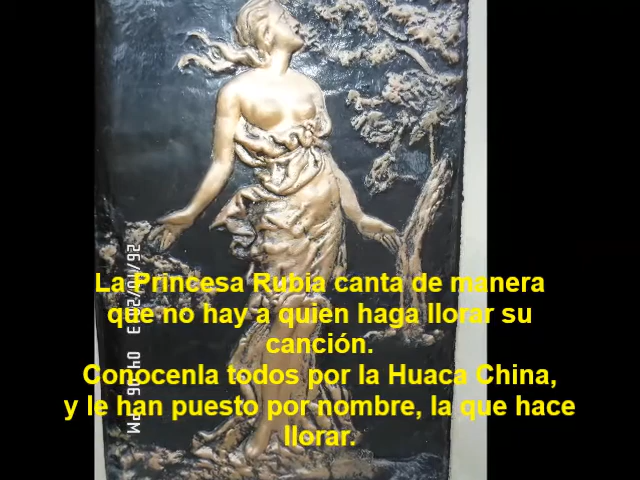 La Princesa Rubia canta de manera
que no hay a quien haga llorar su
canción.
Conocenla todos por la Huaca China,
y le han puesto por nombre, la que hace
llorar.